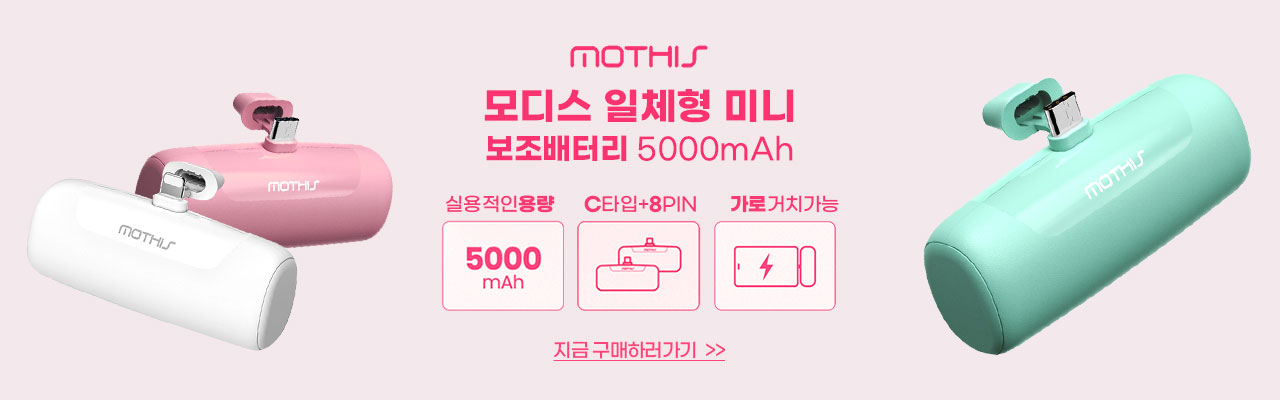 MOTHIS
모디스 일체형 미니
보조배터리 5000mAh
실용적인용량
C타입+8PIN
가로거치가능
5000
mAh
MOTHIS
MOTHIS
지금 구매하러가기 >>
MOTHIS
MOTHIS
MOTHIS